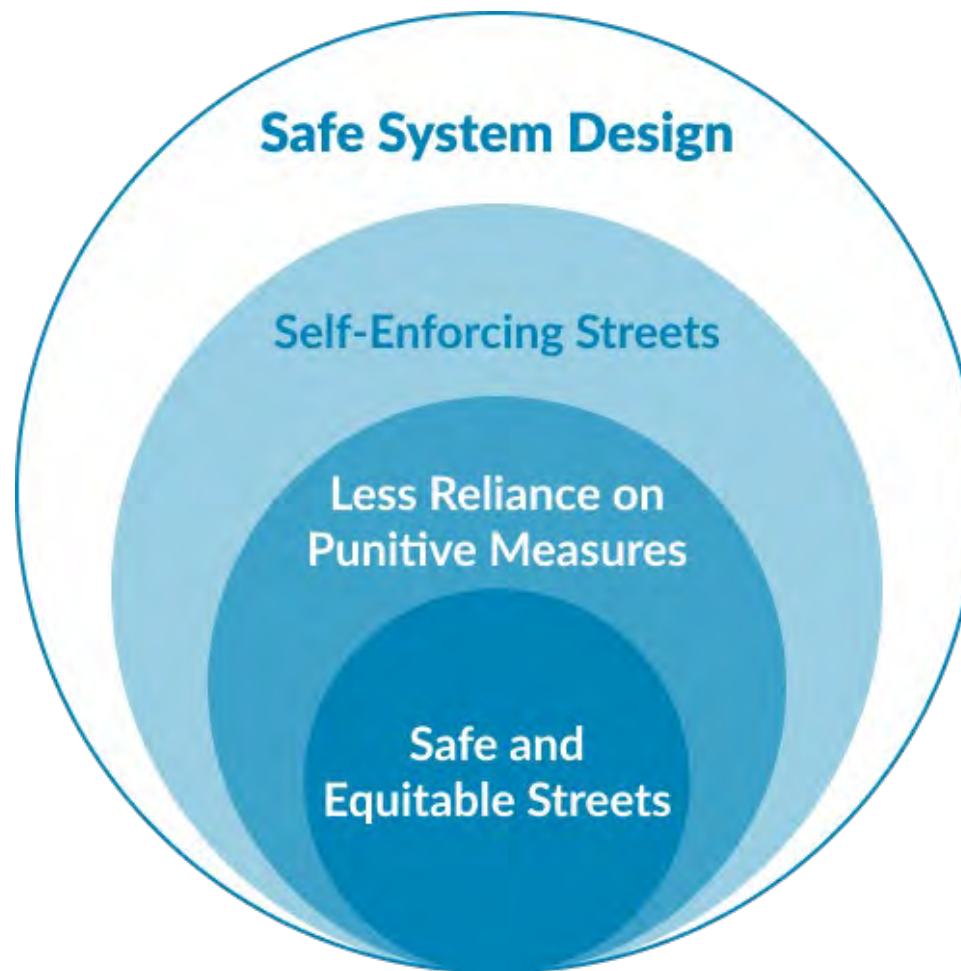 Safe System Design
Self-Enforcing Streets
Less Reliance on
Punitive Measures
Safe and
Equitable Streets